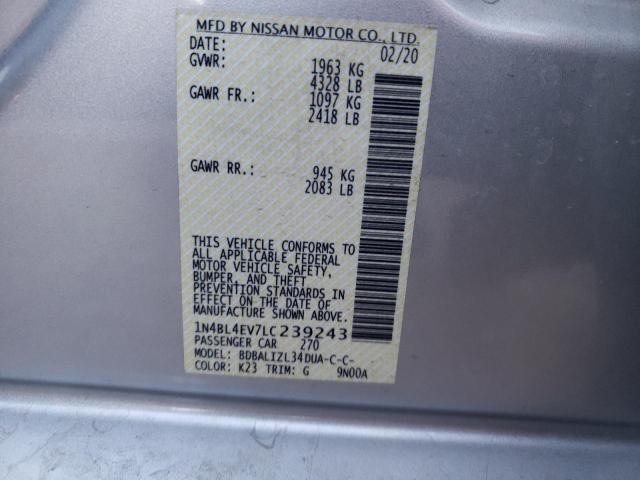 MFD BY NISSAN MOTOR CO., LTD.
DATE: 02/20
GVWR: 1963 KG
4328 LB
GAWR FR.: 1097 KG
2418 LB
GAWR RR.: 945 KG
2083 LB
THIS VEHICLE CONFORMS TO
ALL APPLICABLE FEDERAL
MOTOR VEHICLE SAFETY,
BUMPER, AND THEFT
PREVENTION STANDARDS
IN EFFECT ON THE DATE OF
MANUFACTURE SHOWN ABOVE.
1N4BL4EV7LC239243
PASSENGER CAR 270
MODEL: BDBALIZL34DUA-C-C-
COLOR: K23 TRIM: G 9N00A